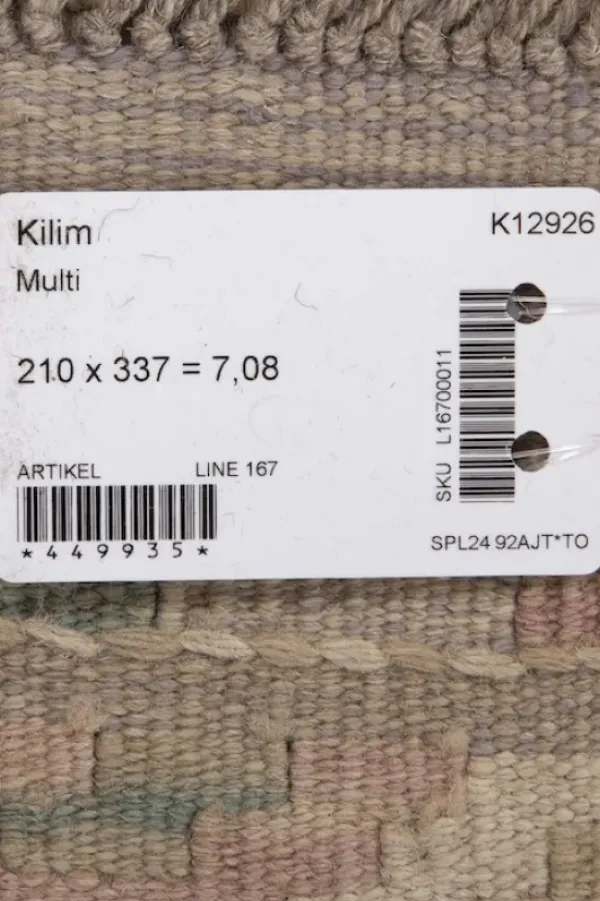 Kilim
K12926
Multi
210 x 337 = 7,08
SKU L16700011
ARTIKEL LINE 167
*449935*
SPL24 92AJT*TO